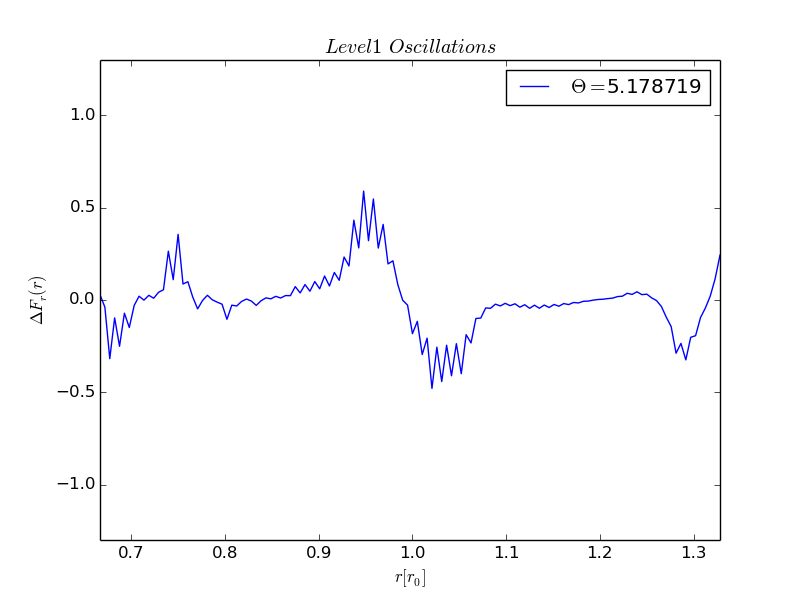 Level1 Oscillations
Θ =5.178719
ΔF_r(r)
1.0
0.5
0.0
−0.5
−1.0
0.7 0.8 0.9 1.0 1.1 1.2 1.3
r[r_0]